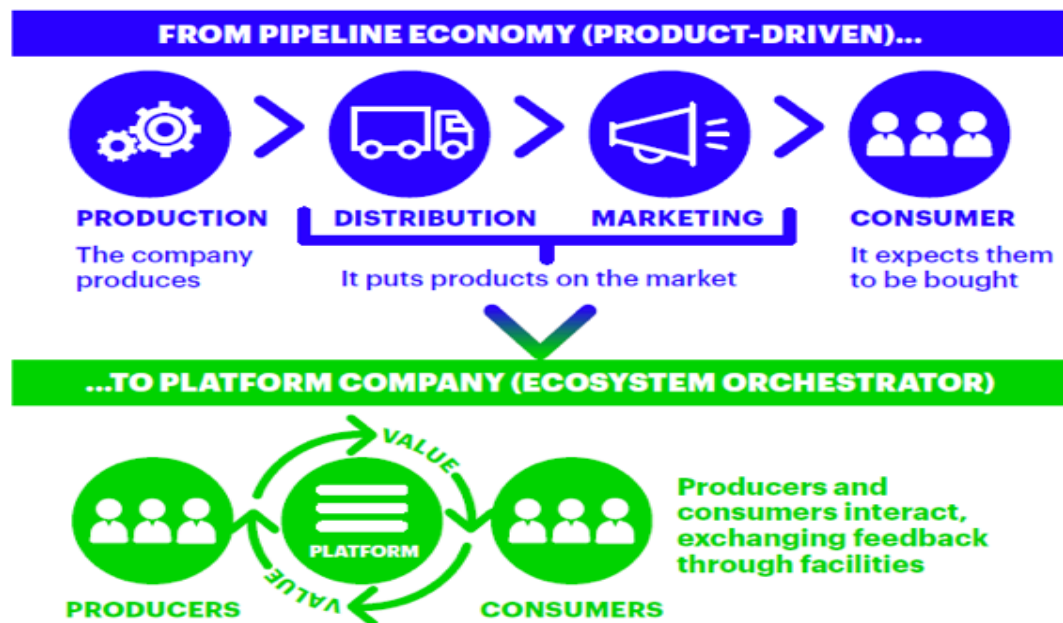 FROM PIPELINE ECONOMY (PRODUCT-DRIVEN)...
PRODUCTION
DISTRIBUTION
MARKETING
CONSUMER
The company
produces
It puts products on the market
It expects them
to be bought
...TO PLATFORM COMPANY (ECOSYSTEM ORCHESTRATOR)
VALUE
PLATFORM
VALUE
PRODUCERS
CONSUMERS
Producers and
consumers interact,
exchanging feedback
through facilities